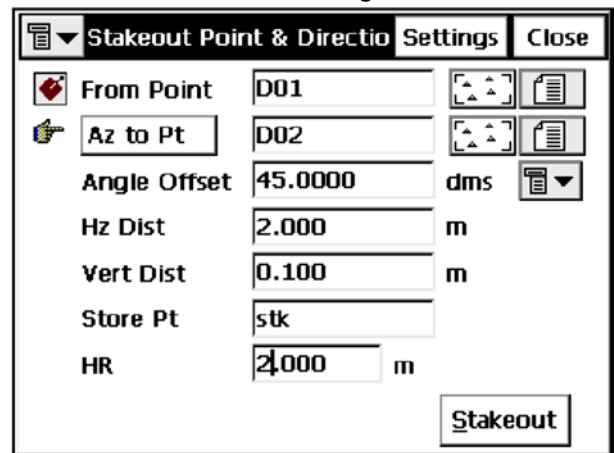 Stakeout Point & Directio Settings Close
From Point D01
Az to Pt D02
Angle Offset 45.0000 dms
Hz Dist 2.000 m
Vert Dist 0.100 m
Store Pt stk
HR 2.000 m
Stakeout